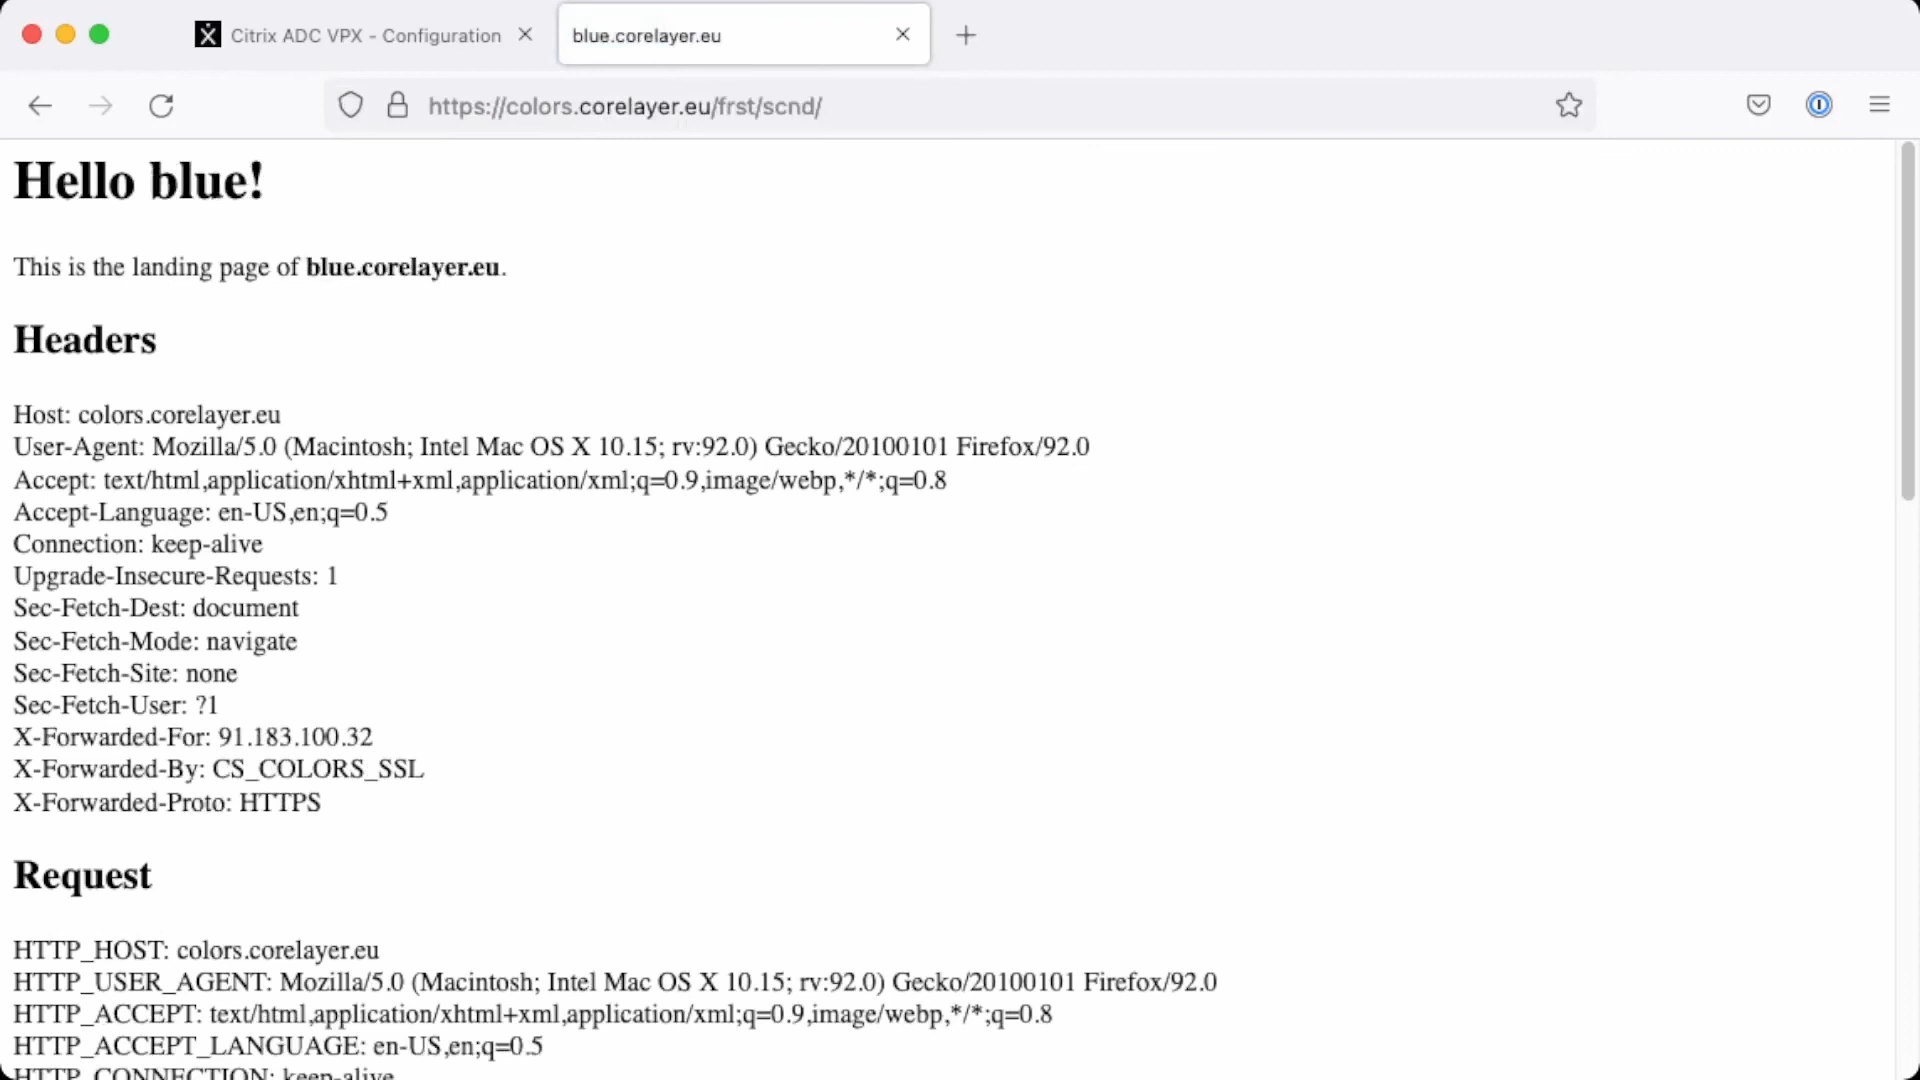 Citrix ADC VPX - Configuration
blue.corelayer.eu
https://colors.corelayer.eu/frst/scnd/
Hello blue!
This is the landing page of blue.corelayer.eu.
Headers
Host: colors.corelayer.eu
User-Agent: Mozilla/5.0 (Macintosh; Intel Mac OS X 10.15; rv:92.0) Gecko/20100101 Firefox/92.0
Accept: text/html,application/xhtml+xml,application/xml;q=0.9,image/webp,*/*;q=0.8
Accept-Language: en-US,en;q=0.5
Connection: keep-alive
Upgrade-Insecure-Requests: 1
Sec-Fetch-Dest: document
Sec-Fetch-Mode: navigate
Sec-Fetch-Site: none
Sec-Fetch-User: ?1
X-Forwarded-For: 91.183.100.32
X-Forwarded-By: CS_COLORS_SSL
X-Forwarded-Proto: HTTPS
Request
HTTP_HOST: colors.corelayer.eu
HTTP_USER_AGENT: Mozilla/5.0 (Macintosh; Intel Mac OS X 10.15; rv:92.0) Gecko/20100101 Firefox/92.0
HTTP_ACCEPT: text/html,application/xhtml+xml,application/xml;q=0.9,image/webp,*/*;q=0.8
HTTP_ACCEPT_LANGUAGE: en-US,en;q=0.5
HTTP_CONNECTION: keep-alive